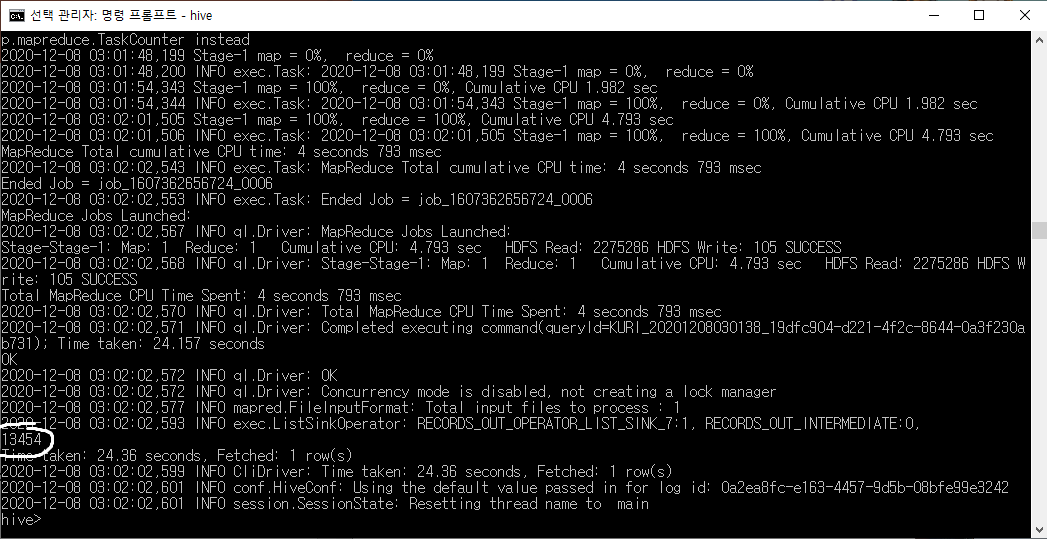 선택 관리자: 명령 프롬프트 - hive
p.mapreduce.TaskCounter instead
2020-12-08 03:01:48,199 Stage-1 map = 0%,  reduce = 0%
2020-12-08 03:01:48,200 INFO exec.Task: 2020-12-08 03:01:48,199 Stage-1 map = 0%,  reduce = 0%
2020-12-08 03:01:54,343 Stage-1 map = 100%,  reduce = 0%, Cumulative CPU 1.982 sec
2020-12-08 03:01:54,344 INFO exec.Task: 2020-12-08 03:01:54,343 Stage-1 map = 100%,  reduce = 0%, Cumulative CPU 1.982 sec
2020-12-08 03:02:01,505 Stage-1 map = 100%,  reduce = 100%, Cumulative CPU 4.793 sec
2020-12-08 03:02:01,506 INFO exec.Task: 2020-12-08 03:02:01,505 Stage-1 map = 100%,  reduce = 100%, Cumulative CPU 4.793 sec
MapReduce Total cumulative CPU time: 4 seconds 793 msec
2020-12-08 03:02:02,543 INFO exec.Task: MapReduce Total cumulative CPU time: 4 seconds 793 msec
Ended Job = job_1607362656724_0006
2020-12-08 03:02:02,553 INFO exec.Task: Ended Job = job_1607362656724_0006
MapReduce Jobs Launched:
2020-12-08 03:02:02,567 INFO ql.Driver: MapReduce Jobs Launched:
Stage-Stage-1: Map: 1  Reduce: 1   Cumulative CPU: 4.793 sec   HDFS Read: 2275286 HDFS Write: 105 SUCCESS
2020-12-08 03:02:02,568 INFO ql.Driver: Stage-Stage-1: Map: 1  Reduce: 1   Cumulative CPU: 4.793 sec   HDFS Read: 2275286 HDFS W
rite: 105 SUCCESS
Total MapReduce CPU Time Spent: 4 seconds 793 msec
2020-12-08 03:02:02,570 INFO ql.Driver: Total MapReduce CPU Time Spent: 4 seconds 793 msec
2020-12-08 03:02:02,571 INFO ql.Driver: Completed executing command(queryId=KURI_20201208030138_19dfc904-d221-4f2c-8644-0a3f230a
b731); Time taken: 24.157 seconds
OK
2020-12-08 03:02:02,572 INFO ql.Driver: OK
2020-12-08 03:02:02,572 INFO ql.Driver: Concurrency mode is disabled, not creating a lock manager
2020-12-08 03:02:02,577 INFO mapred.FileInputFormat: Total input files to process : 1
2020-12-08 03:02:02,593 INFO exec.ListSinkOperator: RECORDS_OUT_OPERATOR_LIST_SINK_7:1, RECORDS_OUT_INTERMEDIATE:0,
13454
Time taken: 24.36 seconds, Fetched: 1 row(s)
2020-12-08 03:02:02,599 INFO CliDriver: Time taken: 24.36 seconds, Fetched: 1 row(s)
2020-12-08 03:02:02,601 INFO conf.HiveConf: Using the default value passed in for log id: 0a2ea8fc-e163-4457-9d5b-08bfe99e3242
2020-12-08 03:02:02,601 INFO session.SessionState: Resetting thread name to  main
hive>